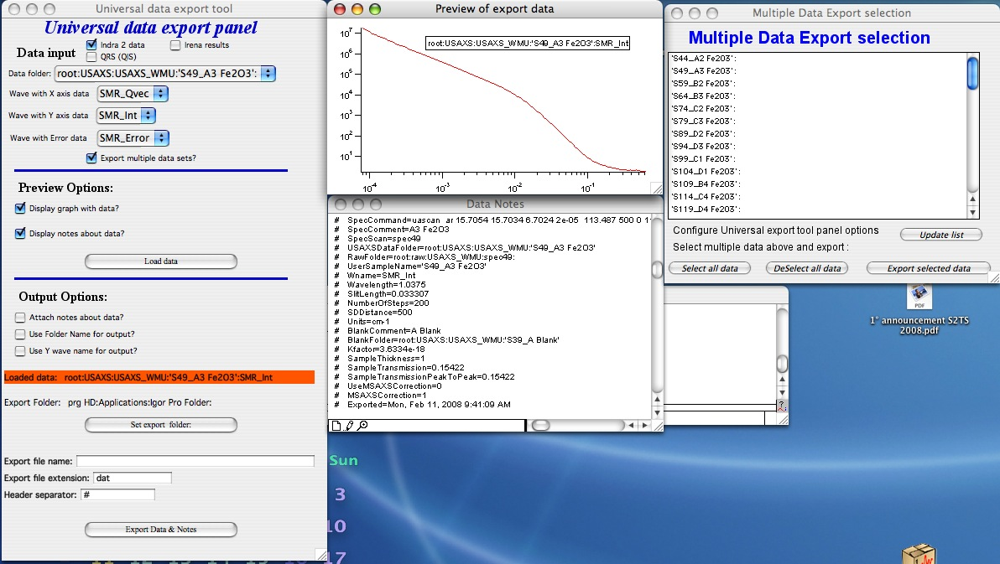 Universal data export tool
Universal data export panel
Data input
Indra 2 data
Irena results
QRS (QIS)
Data folder: root:USAXS:USAXS_WMU:'S49_A3 Fe2O3':
Wave with X axis data SMR_Qvec
Wave with Y axis data SMR_Int
Wave with Error data SMR_Error
Export multiple data sets?
Preview Options:
Display graph with data?
Display notes about data?
Load data
Output Options:
Attach notes about data?
Use Folder Name for output?
Use Y wave name for output?
Loaded data: root:USAXS:USAXS_WMU:'S49_A3 Fe2O3':SMR_Int
Export Folder: prg HD:Applications:Igor Pro Folder:
Set export folder:
Export file name:
Export file extension: dat
Header separator: #
Export Data & Notes
Preview of export data
root:USAXS:USAXS_WMU:'S49_A3 Fe2O3':SMR_Int
10⁷
10⁶
10⁵
10⁴
10³
10²
10¹
10⁻⁴ 10⁻³ 10⁻² 10⁻¹
Data Notes
# SpecCommand=uascan ar 15.7054 15.7034 6.7024 2e-05 113.487 500 0 1
# SpecComment=A3 Fe2O3
# SpecScan=spec49
# USAXSDataFolder=root:USAXS:USAXS_WMU:'S49_A3 Fe2O3'
# RawFolder=root:raw:USAXS_WMU:spec49:
# UserSampleName='S49_A3 Fe2O3'
# Wname=SMR_Int
# Wavelength=1.0375
# SlitLength=0.033307
# NumberOfSteps=200
# SDDistance=500
# Units=cm-1
# BlankComment=A Blank
# BlankFolder=root:USAXS:USAXS_WMU:'S39_A Blank'
# Kfactor=3.6334e-18
# SampleThickness=1
# SampleTransmission=0.15422
# SampleTransmissionPeakToPeak=0.15422
# UseMSAXSCorrection=0
# MSAXSCorrection=1
# Exported=Mon, Feb 11, 2008 9:41:09 AM
Multiple Data Export selection
Multiple Data Export selection
'S44_A2 Fe2O3':
'S49_A3 Fe2O3':
'S59_B2 Fe2O3':
'S64_B3 Fe2O3':
'S74_C2 Fe2O3':
'S79_C3 Fe2O3':
'S89_D2 Fe2O3':
'S94_D3 Fe2O3':
'S99_C1 Fe2O3':
'S104_D1 Fe2O3':
'S109_B4 Fe2O3':
'S114_C4 Fe2O3':
'S119_D4 Fe2O3':
Configure Universal export tool panel options
Update list
Select multiple data above and export :
Select all data
DeSelect all data
Export selected data
PDF
1° announcement S2TS
2008.pdf
Sun
3
10
17